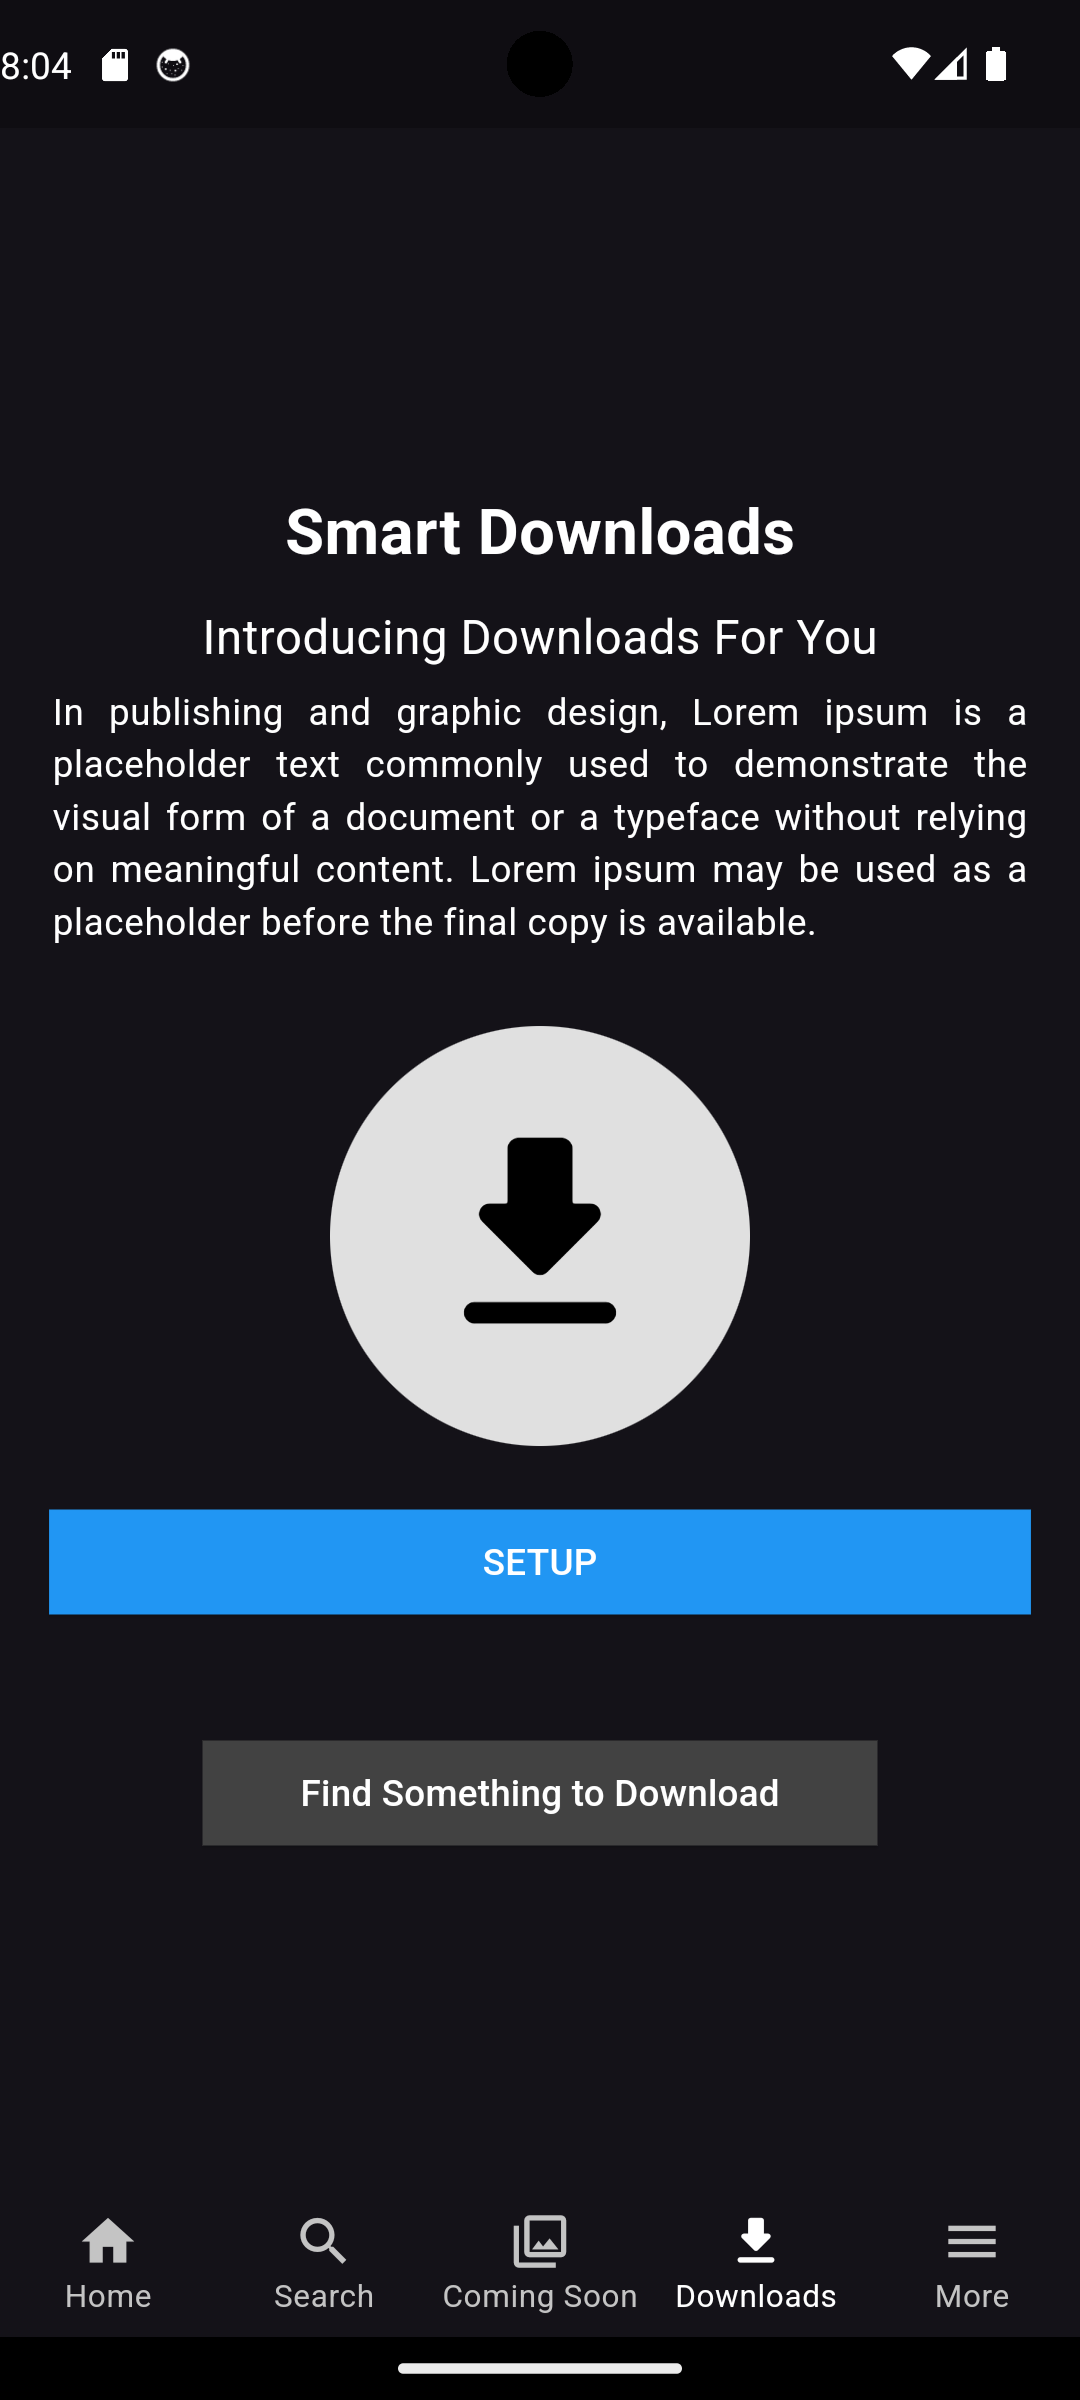 8:04
Smart Downloads
Introducing Downloads For You
In publishing and graphic design, Lorem ipsum is a
placeholder text commonly used to demonstrate the
visual form of a document or a typeface without relying
on meaningful content. Lorem ipsum may be used as a
placeholder before the final copy is available.
SETUP
Find Something to Download
Home
Search
Coming Soon
Downloads
More